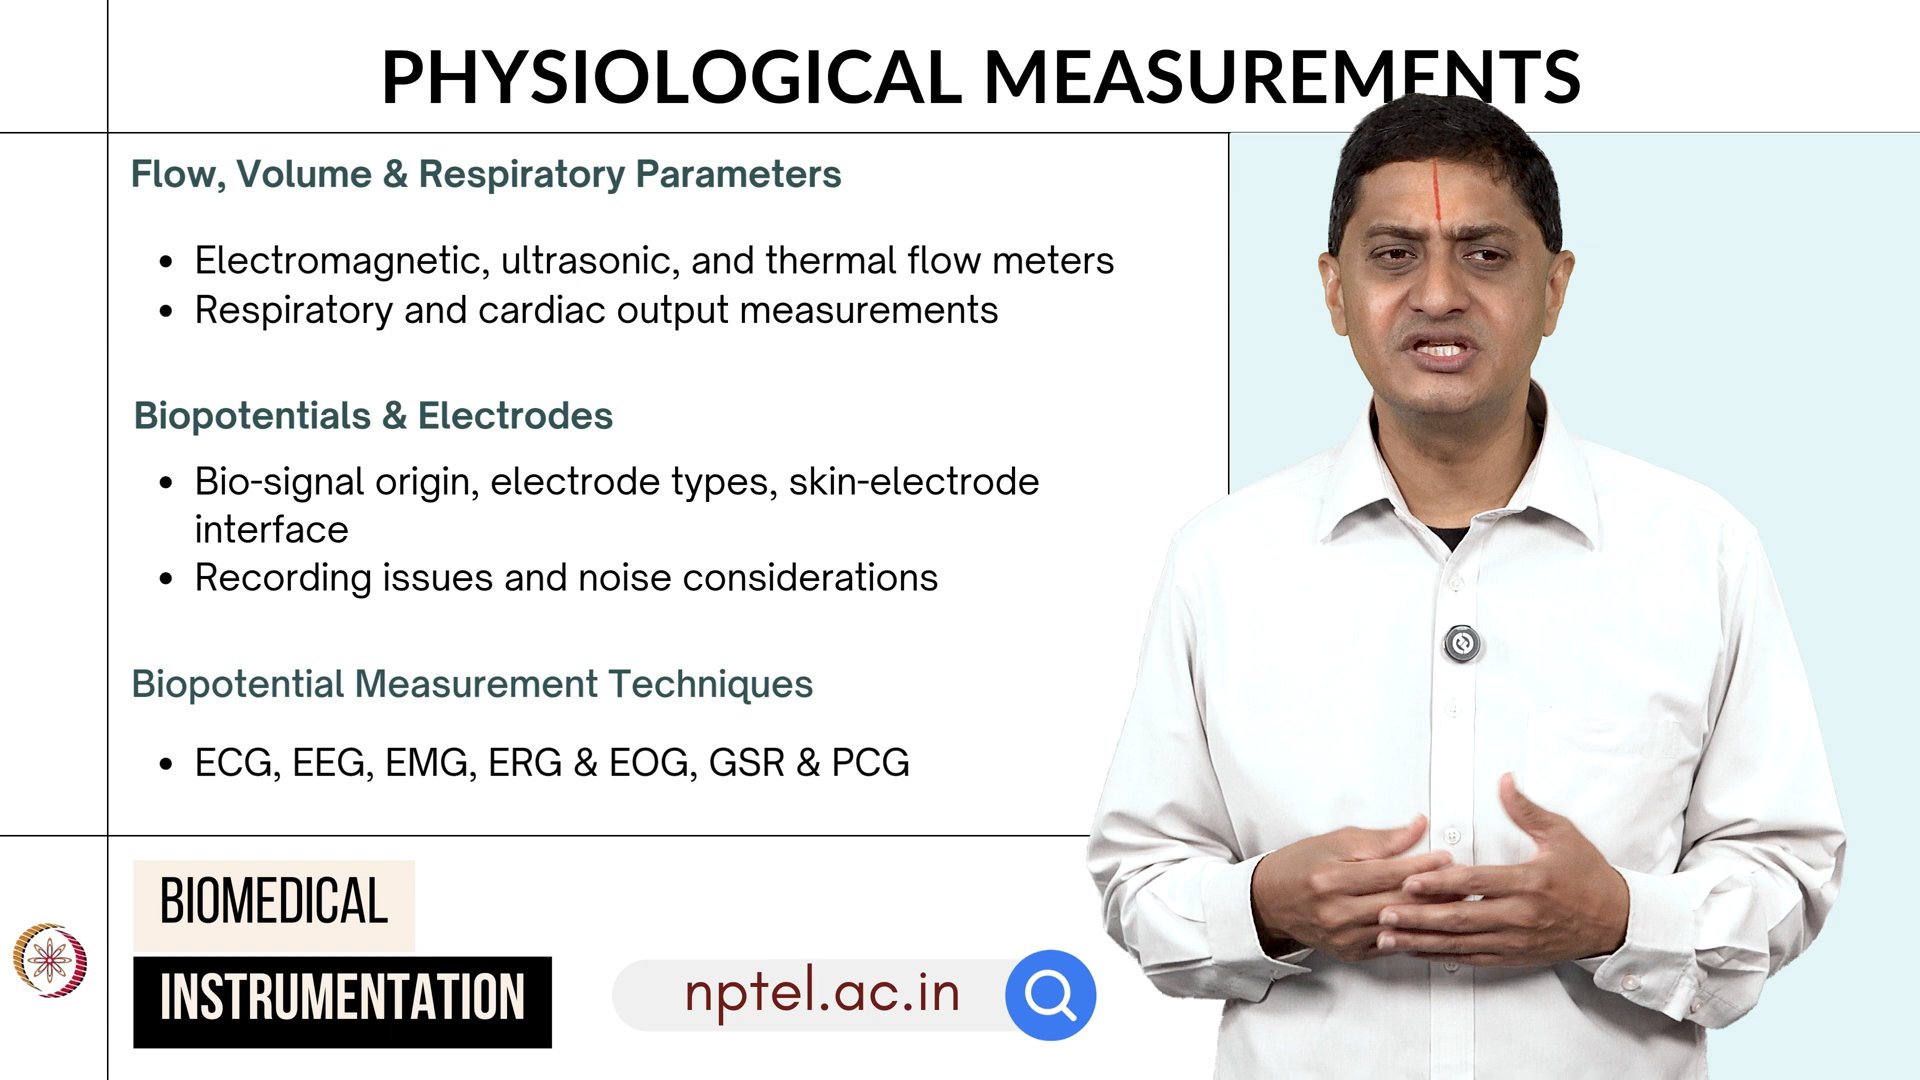 PHYSIOLOGICAL MEASUREMENTS
Flow, Volume & Respiratory Parameters
• Electromagnetic, ultrasonic, and thermal flow meters
• Respiratory and cardiac output measurements
Biopotentials & Electrodes
• Bio-signal origin, electrode types, skin-electrode
interface
• Recording issues and noise considerations
Biopotential Measurement Techniques
• ECG, EEG, EMG, ERG & EOG, GSR & PCG
BIOMEDICAL
INSTRUMENTATION
nptel.ac.in